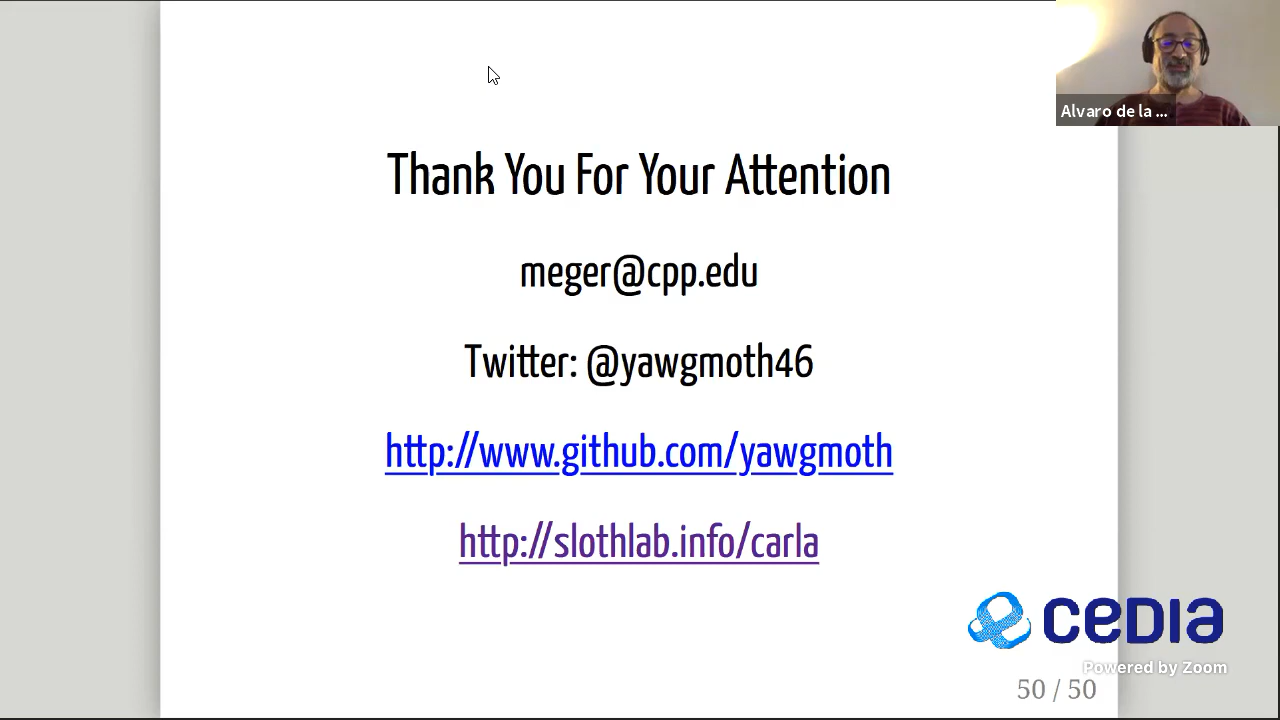 Alvaro de la ...
Thank You For Your Attention
meger@cpp.edu
Twitter: @yawgmoth46
http://www.github.com/yawgmoth
http://slothlab.info/carla
CEDIA
Powered by Zoom
50 / 50